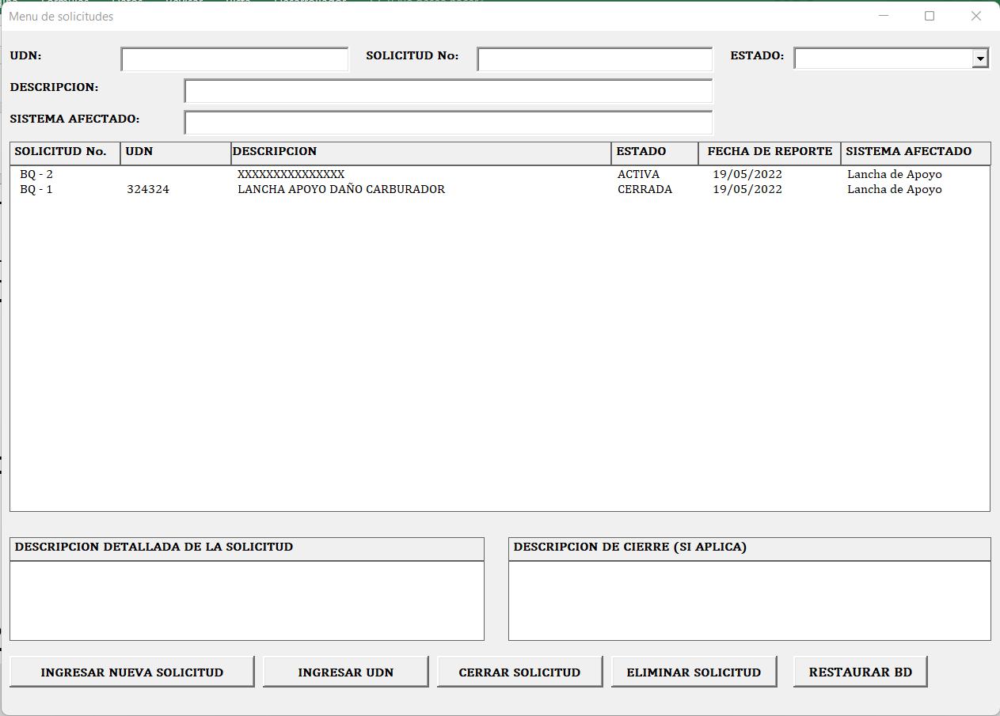 Menu de solicitudes
UDN: SOLICITUD No: ESTADO:
DESCRIPCION:
SISTEMA AFECTADO:
SOLICITUD No. UDN DESCRIPCION ESTADO FECHA DE REPORTE SISTEMA AFECTADO
BQ - 2 XXXXXXXXXXXXXXX ACTIVA 19/05/2022 Lancha de Apoyo
BQ - 1 324324 LANCHA APOYO DAÑO CARBURADOR CERRADA 19/05/2022 Lancha de Apoyo
DESCRIPCION DETALLADA DE LA SOLICITUD DESCRIPCION DE CIERRE (SI APLICA)
INGRESAR NUEVA SOLICITUD INGRESAR UDN CERRAR SOLICITUD ELIMINAR SOLICITUD RESTAURAR BD